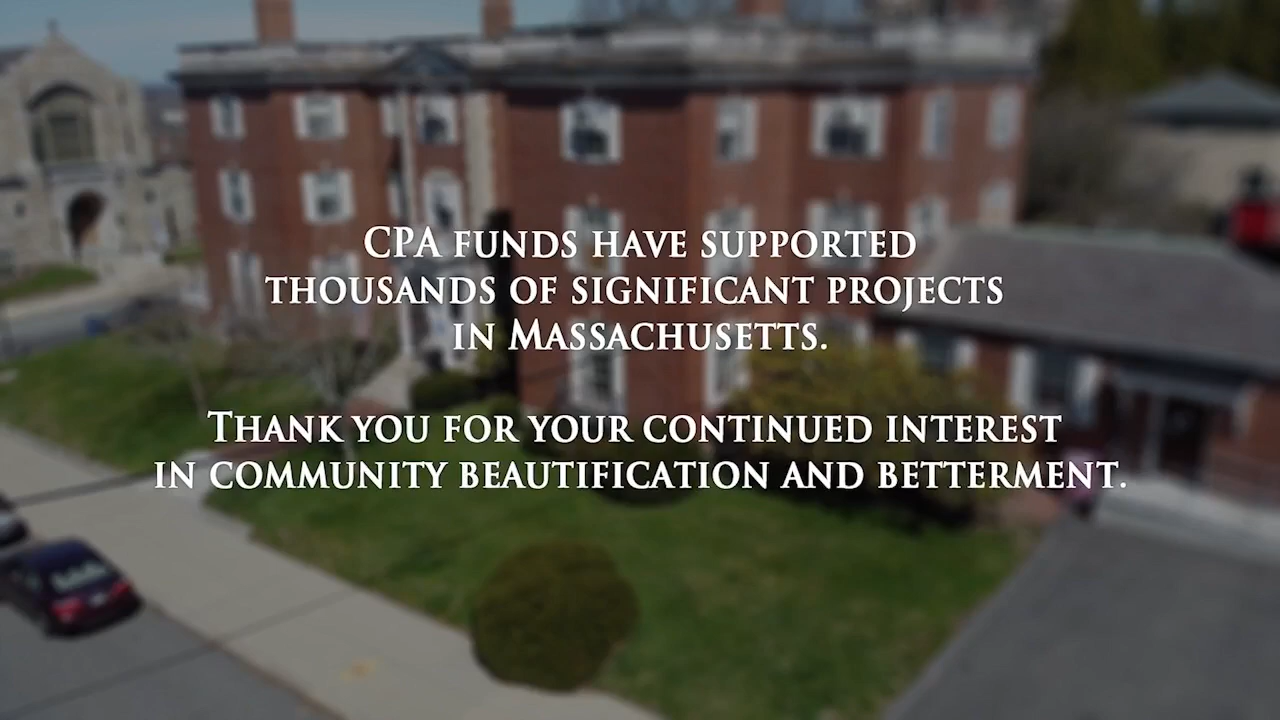 CPA FUNDS HAVE SUPPORTED
THOUSANDS OF SIGNIFICANT PROJECTS
IN MASSACHUSETTS.
THANK YOU FOR YOUR CONTINUED INTEREST
IN COMMUNITY BEAUTIFICATION AND BETTERMENT.